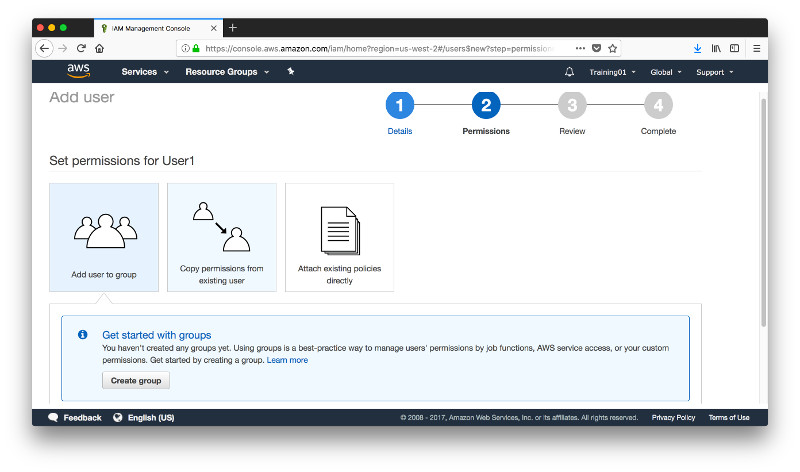 IAM Management Console
https://console.aws.amazon.com/iam/home?region=us-west-2#/users$new?step=permission
aws
Services
Resource Groups
Training01
Global
Support
Add user
1
2
3
4
Details
Permissions
Review
Complete
Set permissions for User1
Add user to group
Copy permissions from
existing user
Attach existing policies
directly
Get started with groups
You haven't created any groups yet. Using groups is a best-practice way to manage users' permissions by job functions, AWS service access, or your custom
permissions. Get started by creating a group. Learn more
Create group
Feedback
English (US)
© 2008 - 2017, Amazon Web Services, Inc. or its affiliates. All rights reserved.
Privacy Policy
Terms of Use